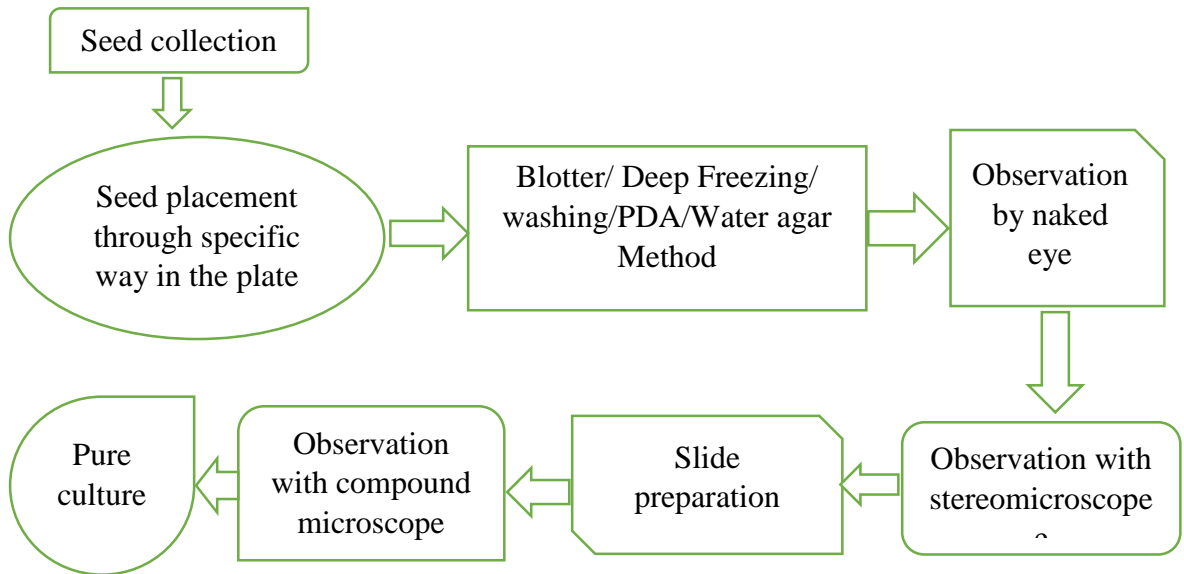 Seed collection
Seed placement
through specific
way in the plate
Blotter/ Deep Freezing/
washing/PDA/Water agar
Method
Observation
by naked
eye
Observation with
stereomicroscope
Slide
preparation
Observation
with compound
microscope
Pure
culture